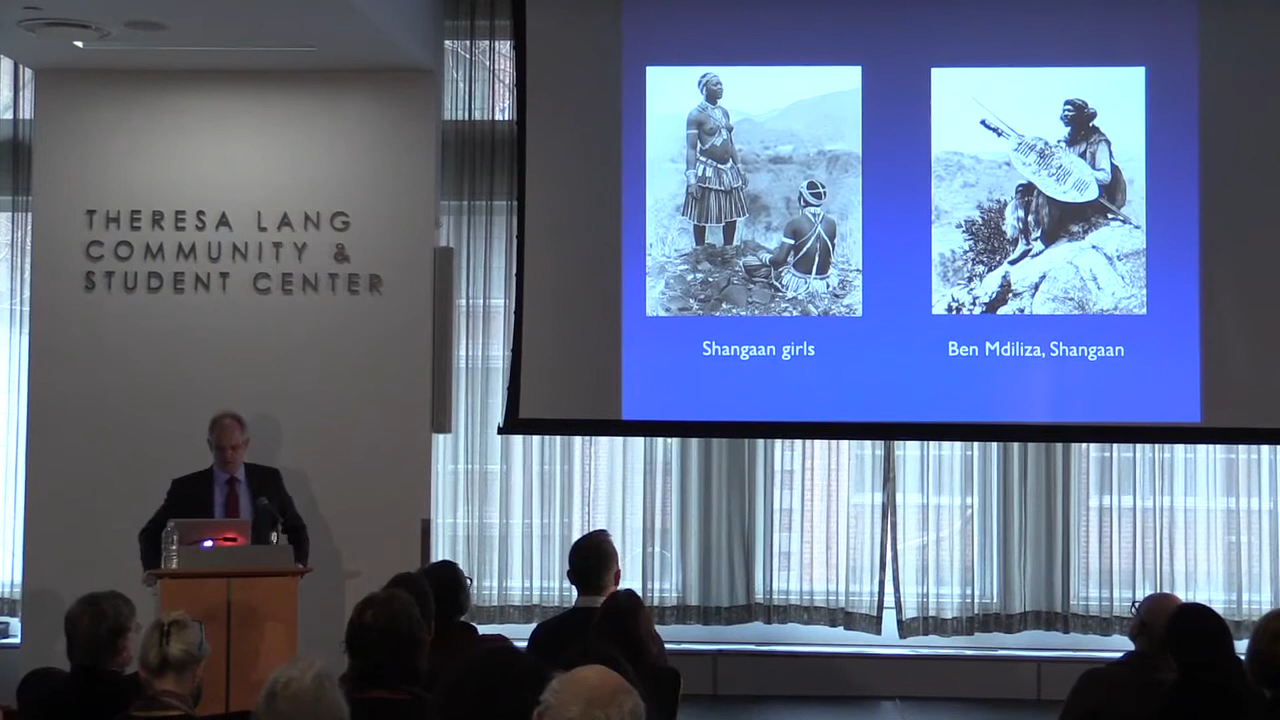 THERESA LANG
COMMUNITY &
STUDENT CENTER
Shangaan girls
Ben Mdiliza, Shangaan